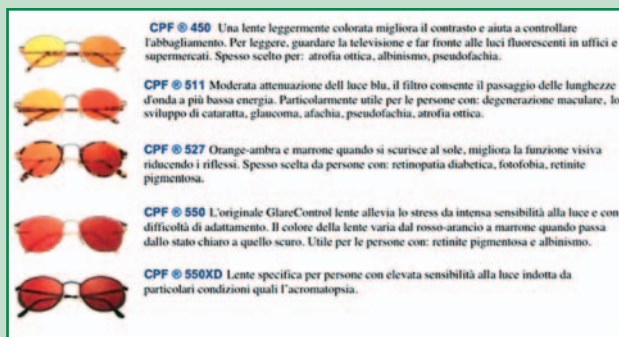 CPF ® 450 Una lente leggermente colorata migliora il contrasto e aiuta a controllare
l'abbagliamento. Per leggere, guardare la televisione e far fronte alle luci fluorescenti in uffici e
supermercati. Spesso scelto per: atrofia ottica, albinismo, pseudofachia.
CPF ® 511 Moderata attenuazione dell luce blu, il filtro consente il passaggio delle lunghezze
d'onda a più bassa energia. Particolarmente utile per le persone con: degenerazione maculare, lo
sviluppo di cataratta, glaucoma, afachia, pseudofachia, atrofia ottica.
CPF ® 527 Orange-ambra e marrone quando si scurisce al sole, migliora la funzione visiva
riducendo i riflessi. Spesso scelta da persone con: retinopatia diabetica, fotofobia, retinite
pigmentosa.
CPF ® 550 L'originale GlareControl lente allevia lo stress da intensa sensibilità alla luce e con
difficoltà di adattamento. Il colore della lente varia dal rosso-arancio a marrone quando passa
dallo stato chiaro a quello scuro. Utile per le persone con: retinite pigmentosa e albinismo.
CPF ® 550XD Lente specifica per persone con elevata sensibilità alla luce indotta da
particolari condizioni quali l'acromatopsia.